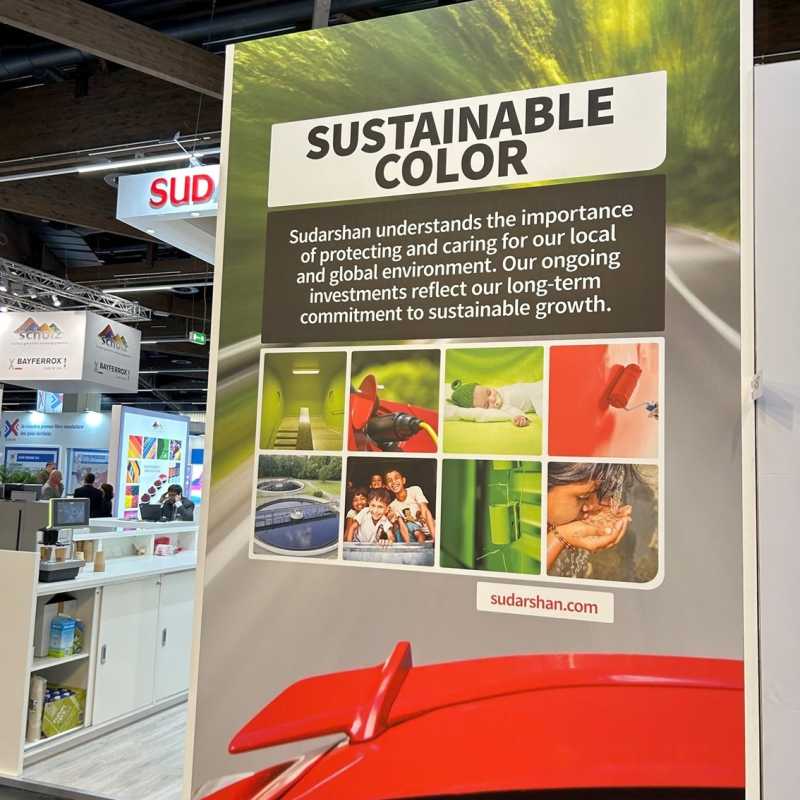 SUSTAINABLE
COLOR
Sudarshan understands the importance
of protecting and caring for our local
and global environment. Our ongoing
investments reflect our long-term
commitment to sustainable growth.
sudarshan.com
SUD
scholz
BAYFERROX
BAYFERROX